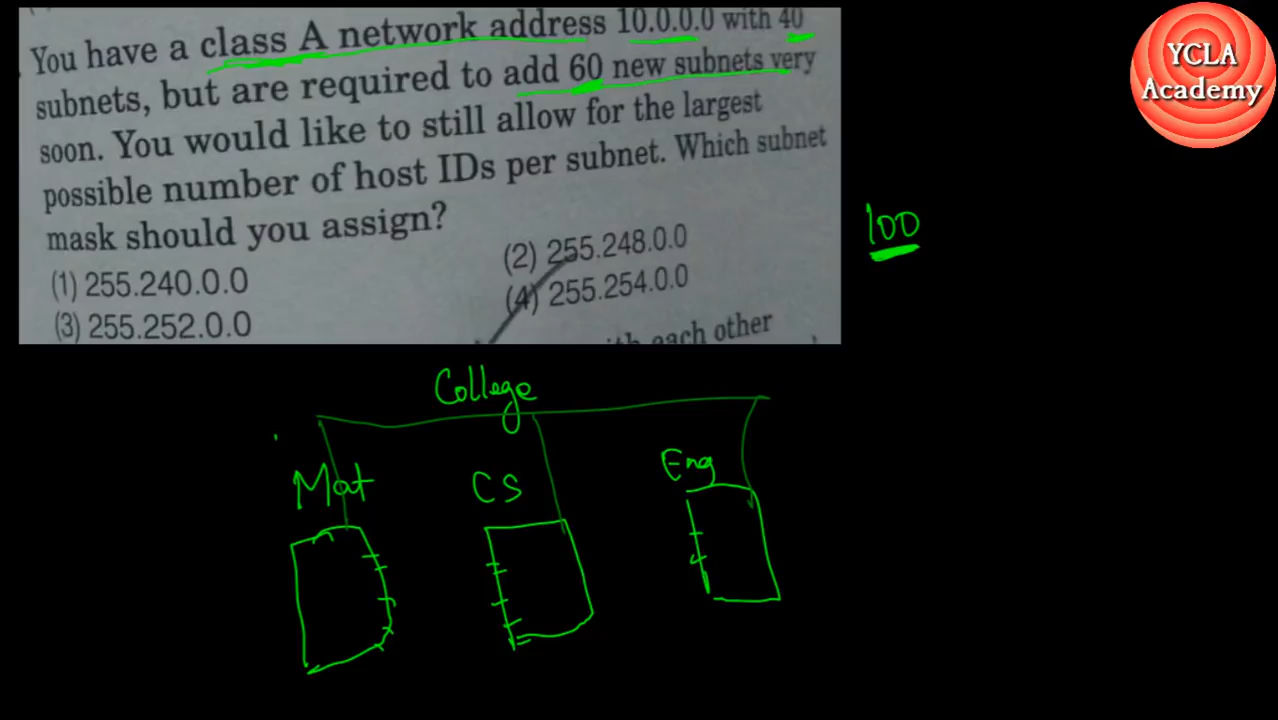 You have a class A network address 10.0.0.0 with 40
subnets, but are required to add 60 new subnets very
soon. You would like to still allow for the largest
possible number of host IDs per subnet. Which subnet
mask should you assign?
(1) 255.240.0.0
(2) 255.248.0.0
(3) 255.252.0.0
(4) 255.254.0.0
with each other
YCLA
Academy
100
College
Mat
CS
Eng